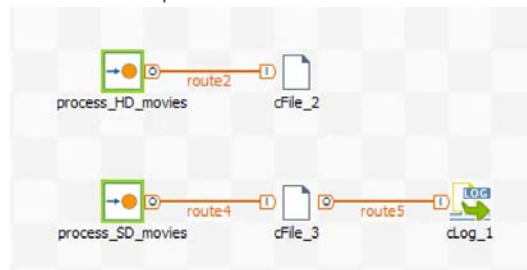 O
I
route2
process_HD_movies
cFile_2
O
I
O
I
LOG
route4
route5
process_SD_movies
cFile_3
cLog_1